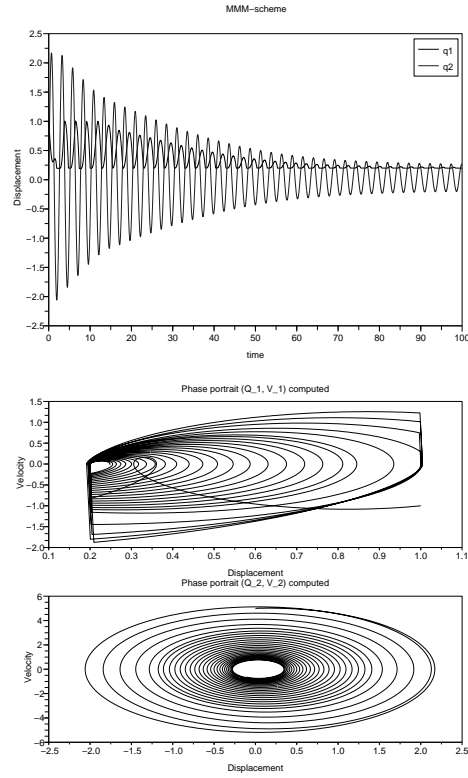 MMM−scheme
2.5
2.0
1.5
1.0
0.5
0.0
−0.5
−1.0
−1.5
−2.0
−2.5
Displacement
q1
q2
0 10 20 30 40 50 60 70 80 90 100
time
Phase portrait (Q_1, V_1) computed
1.5
1.0
0.5
0.0
−0.5
−1.0
−1.5
−2.0
Velocity
0.1 0.2 0.3 0.4 0.5 0.6 0.7 0.8 0.9 1.0 1.1
Displacement
Phase portrait (Q_2, V_2) computed
6
4
2
0
−2
−4
−6
Velocity
−2.5 −2.0 −1.5 −1.0 −0.5 0.0 0.5 1.0 1.5 2.0 2.5
Displacement